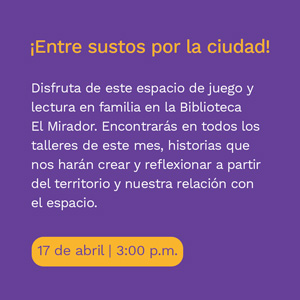 ¡Entre sustos por la ciudad!
Disfruta de este espacio de juego y
lectura en familia en la Biblioteca
El Mirador. Encontrarás en todos los
talleres de este mes, historias que
nos harán crear y reflexionar a partir
del territorio y nuestra relación con
el espacio.
17 de abril | 3:00 p.m.